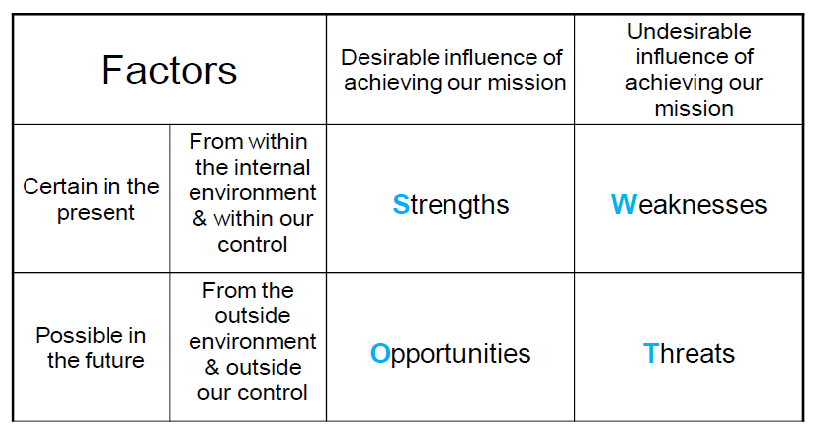 Factors
Desirable influence of
achieving our mission
Undesirable
influence of
achieving our
mission
Certain in the
present
From within
the internal
environment
& within our
control
Strengths
Weaknesses
Possible in
the future
From the
outside
environment
& outside
our control
Opportunities
Threats